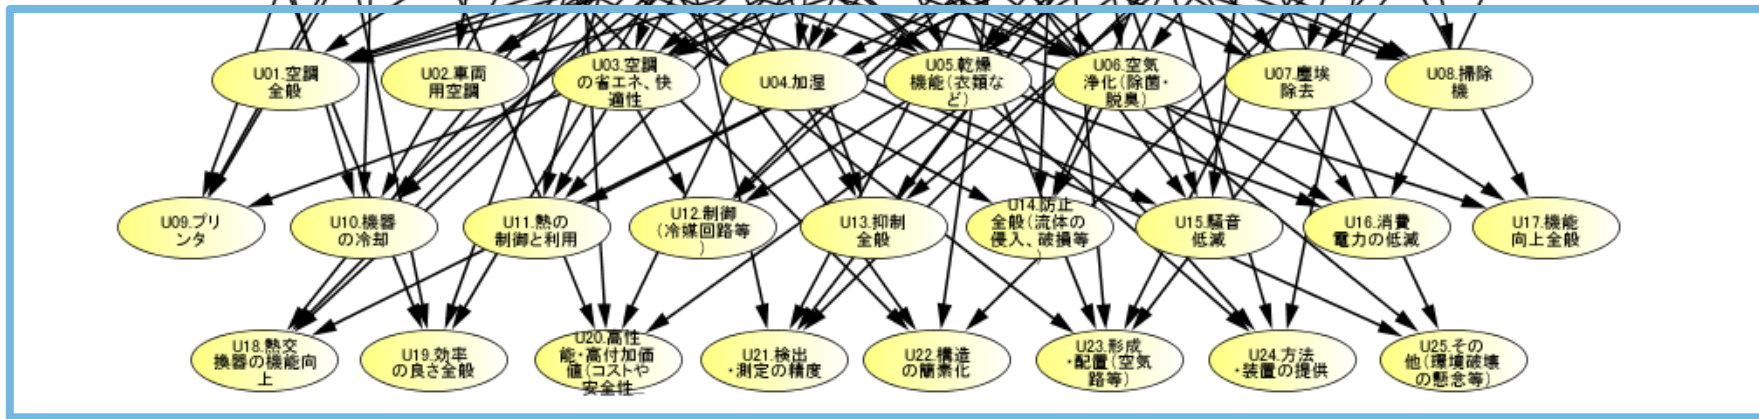 U01.空調
全般
U02.車両
用空調
U03.空調
の省エネ、快
適性
U04.加湿
U05.乾燥
機能(衣類な
ど)
U06.空気
浄化(除菌・
脱臭)
U07.塵埃
除去
U08.掃除
機
U09.プリ
ンタ
U10.機器
の冷却
U11.熱の
制御と利用
U12.制御
(冷媒回路等
)
U13.抑制
全般
U14.防止
全般(流体の
侵入、破損等
)
U15.騒音
低減
U16.消費
電力の低減
U17.機能
向上全般
U18.熱交
換器の機能向
上
U19.効率
の良さ全般
U20.高性
能・高付加価
値(コストや
安全性...
U21.検出
・測定の精度
U22.構造
の簡素化
U23.形成
・配置(空気
路等)
U24.方法
・装置の提供
U25.その
他(環境破壊
の懸念等)